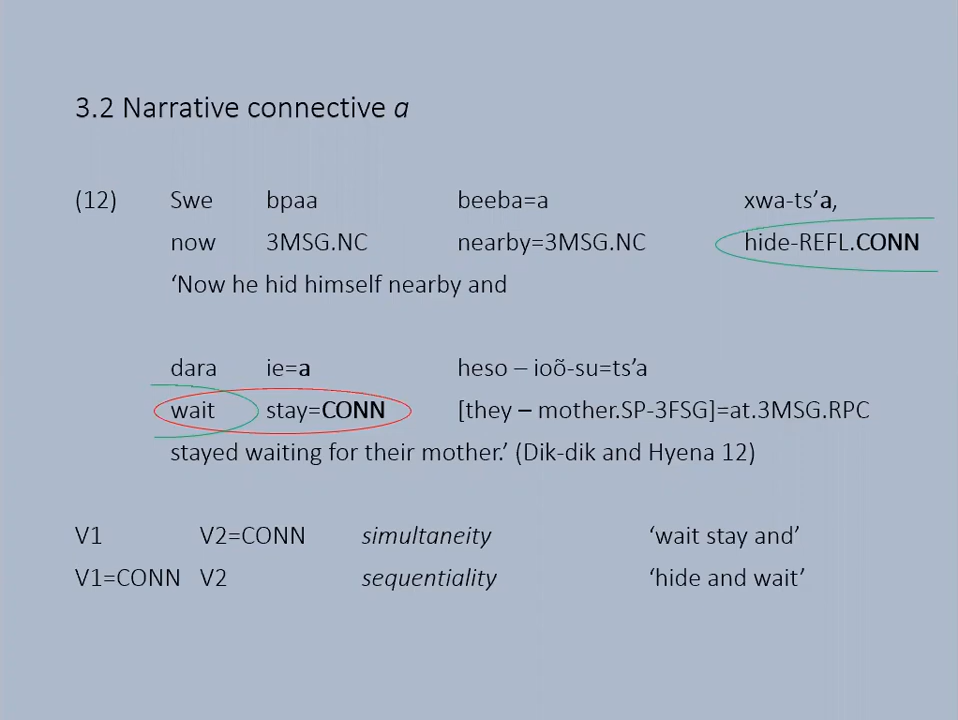 3.2 Narrative connective a
(12) Swe bpaa beeba=a xwa-ts’a,
now 3MSG.NC nearby=3MSG.NC hide-REFL.CONN
‘Now he hid himself nearby and
dara ie=a heso – ioõ-su=ts’a
wait stay=CONN [they – mother.SP-3FSG]=at.3MSG.RPC
stayed waiting for their mother.’ (Dik-dik and Hyena 12)
V1 V2=CONN simultaneity ‘wait stay and’
V1=CONN V2 sequentiality ‘hide and wait’